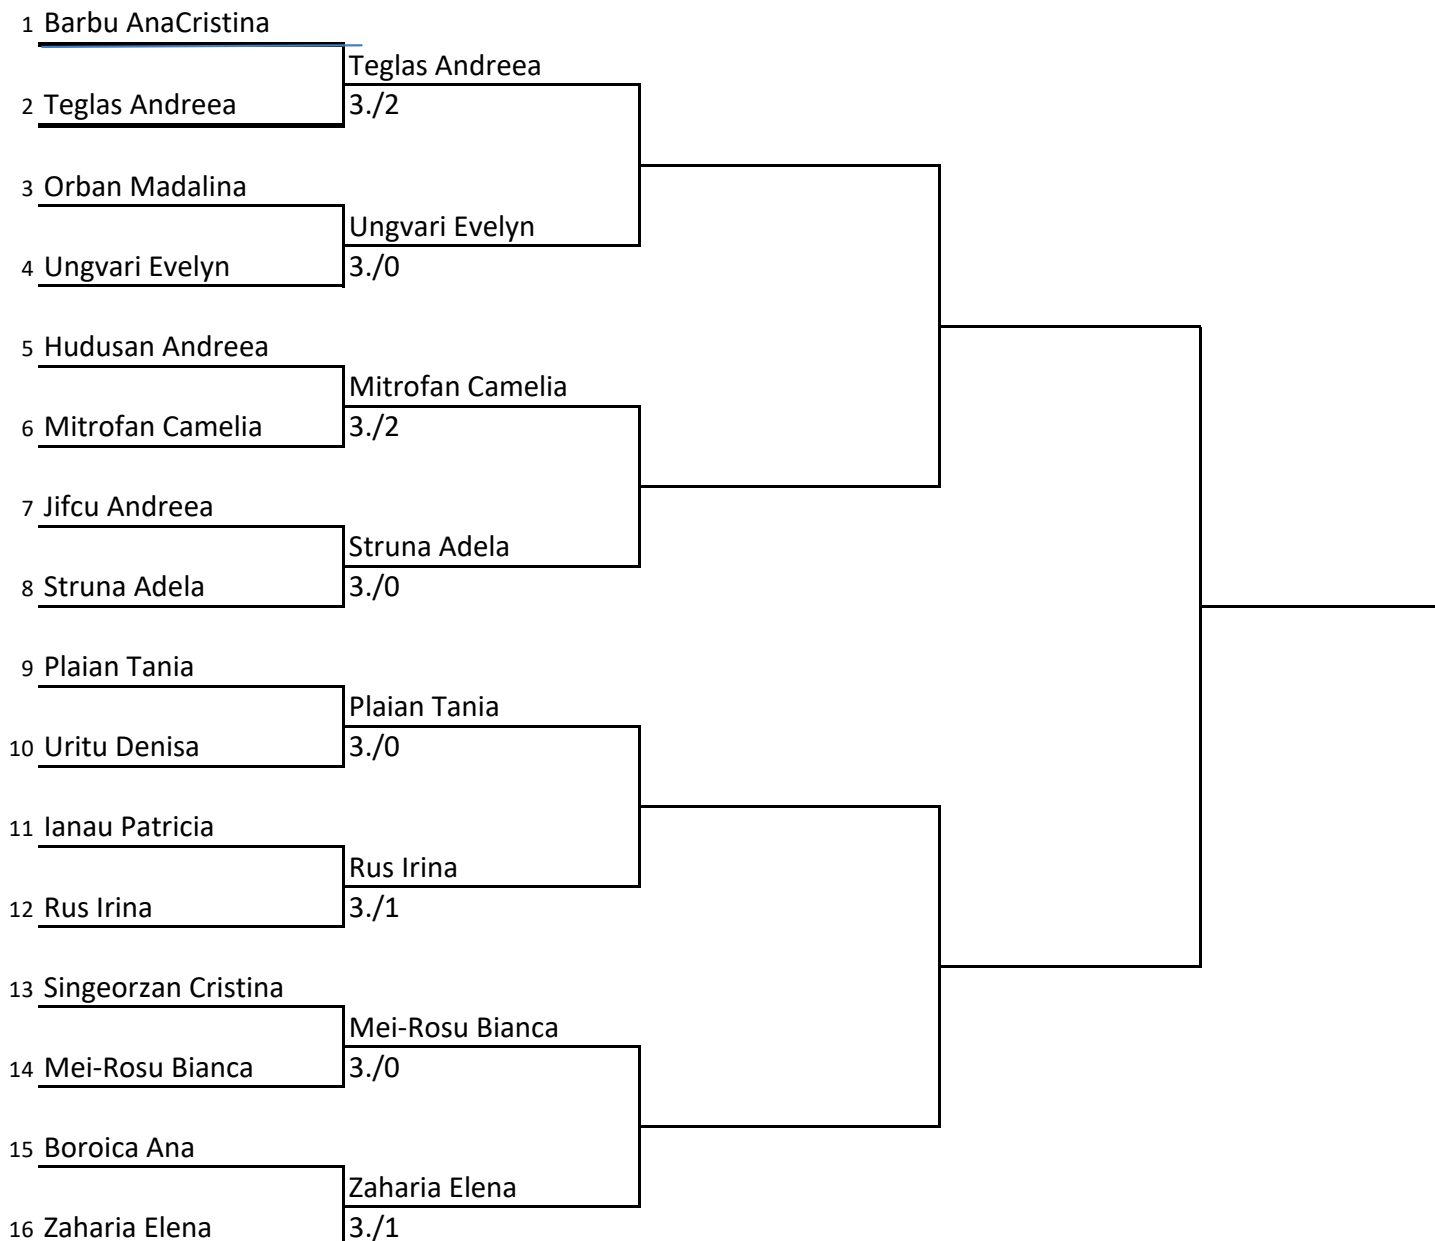 1 Barbu AnaCristina
Teglas Andreea
2 Teglas Andreea 3./2
3 Orban Madalina
Ungvari Evelyn
4 Ungvari Evelyn 3./0
5 Hudusan Andreea
Mitrofan Camelia
6 Mitrofan Camelia 3./2
7 Jifcu Andreea
Struna Adela
8 Struna Adela 3./0
9 Plaian Tania
Plaian Tania
10 Uritu Denisa 3./0
11 Ianau Patricia
Rus Irina
12 Rus Irina 3./1
13 Singeorzan Cristina
Mei-Rosu Bianca
14 Mei-Rosu Bianca 3./0
15 Boroica Ana
Zaharia Elena
16 Zaharia Elena 3./1